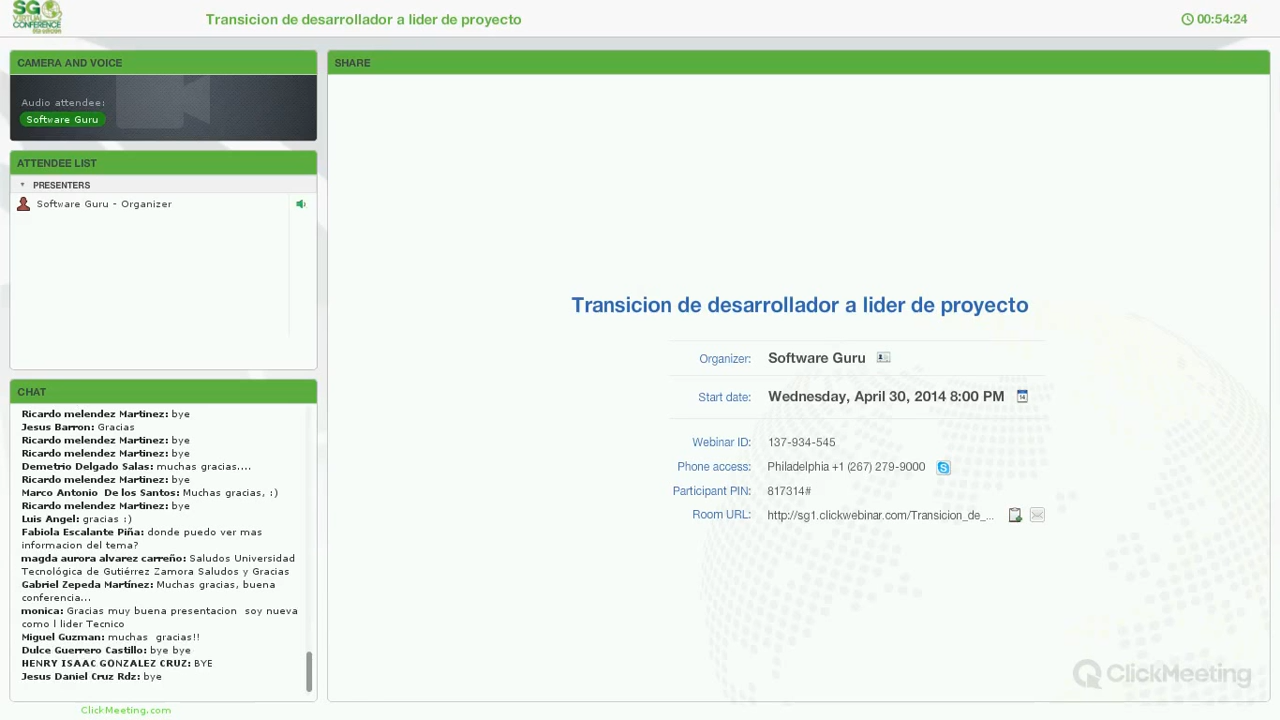 SG
VIRTUAL
CONFERENCE
Transicion de desarrollador a lider de proyecto
00:54:24
CAMERA AND VOICE
Audio attendee:
Software Guru
ATTENDEE LIST
PRESENTERS
Software Guru - Organizer
CHAT
Ricardo melendez Martinez: bye
Jesus Barron: Gracias
Ricardo melendez Martinez: bye
Ricardo melendez Martinez: bye
Demetrio Delgado Salas: muchas gracias....
Ricardo melendez Martinez: bye
Marco Antonio De los Santos: Muchas gracias, :)
Ricardo melendez Martinez: bye
Luis Angel: gracias :)
Fabiola Escalante Piña: donde puedo ver mas
informacion del tema?
magda aurora alvarez carreño: Saludos Universidad
Tecnológica de Gutiérrez Zamora Saludos y Gracias
Gabriel Zepeda Martínez: Muchas gracias, buena
conferencia...
monica: Gracias muy buena presentacion soy nueva
como l lider Tecnico
Miguel Guzman: muchas gracias!!
Dulce Guerrero Castillo: bye bye
HENRY ISAAC GONZALEZ CRUZ: BYE
Jesus Daniel Cruz Rdz: bye
ClickMeeting.com
SHARE
Transicion de desarrollador a lider de proyecto
Organizer: Software Guru
Start date: Wednesday, April 30, 2014 8:00 PM
Webinar ID: 137-934-545
Phone access: Philadelphia +1 (267) 279-9000
Participant PIN: 817314#
Room URL: http://sg1.clickwebinar.com/Transicion_de_...
ClickMeeting